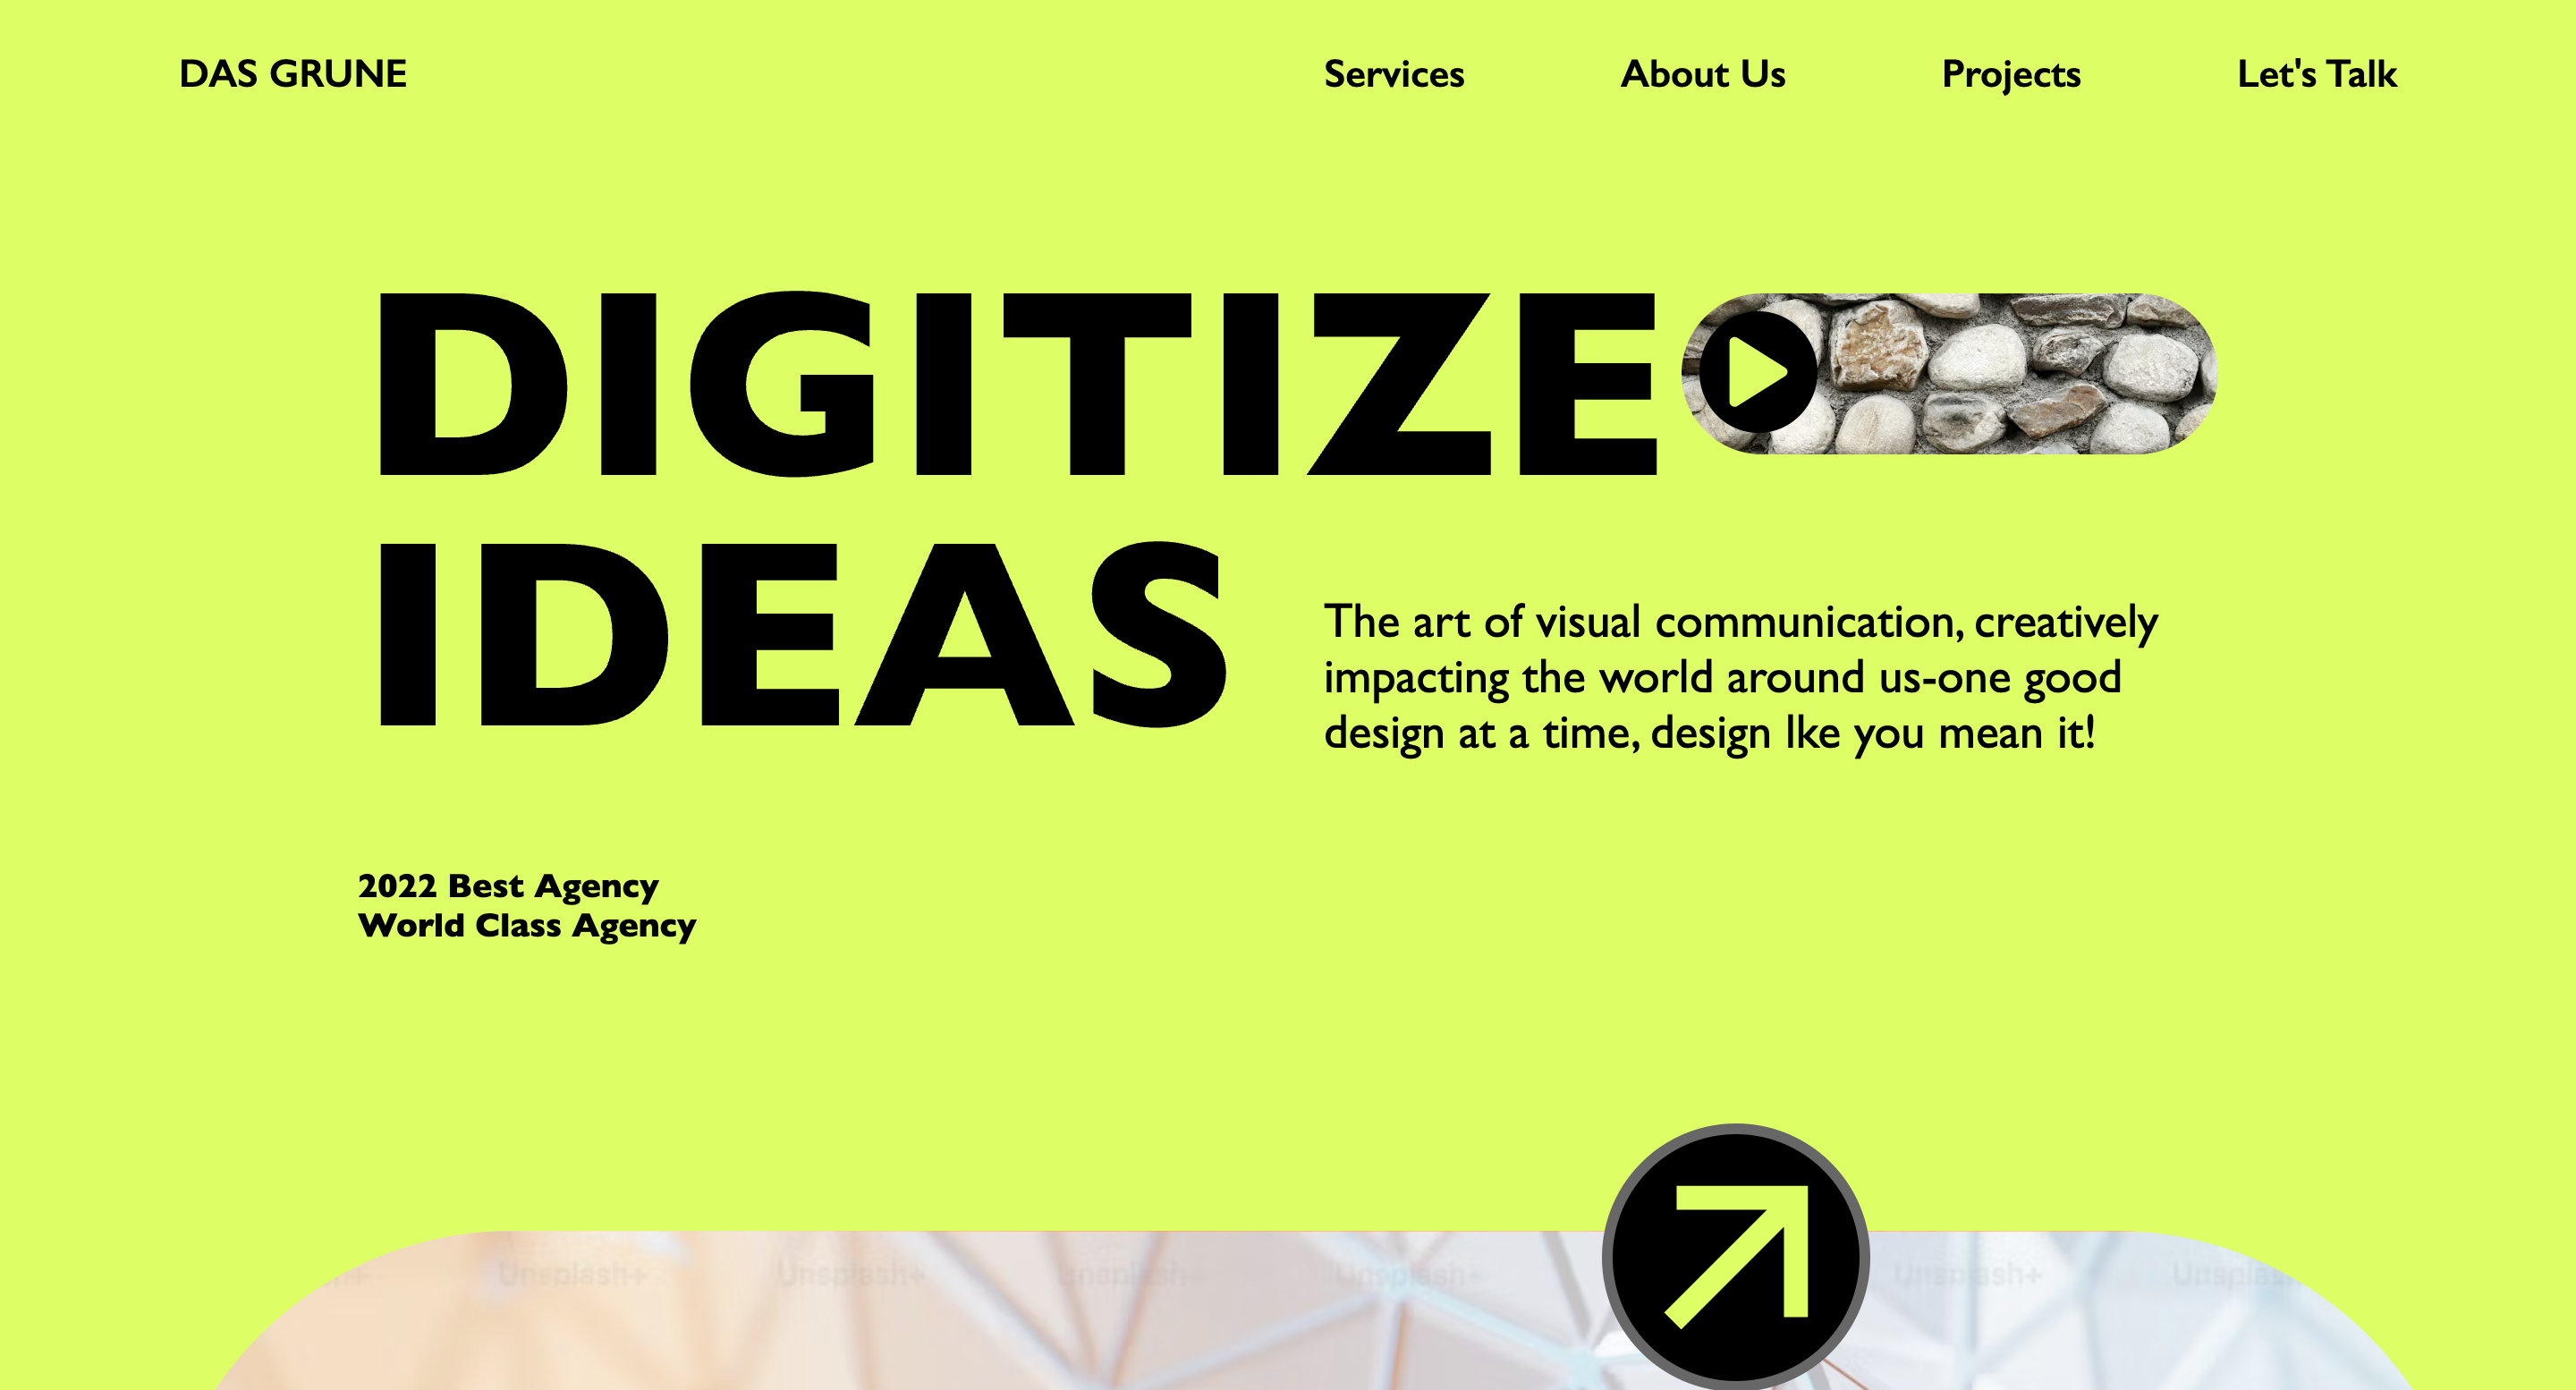 DAS GRUNE Services About Us Projects Let's Talk
DIGITIZE
IDEAS
The art of visual communication, creatively
impacting the world around us-one good
design at a time, design lke you mean it!
2022 Best Agency
World Class Agency
Unsplash+ Unsplash+ Unsplash+ Unsplash+ Unsplash+